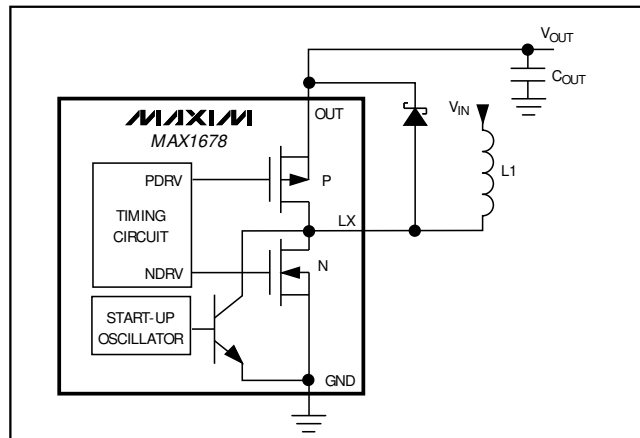 VOUT
COUT
VIN
MAXIM
OUT
MAX1678
L1
PDRV
P
TIMING
CIRCUIT
LX
NDRV
N
START-UP
OSCILLATOR
GND